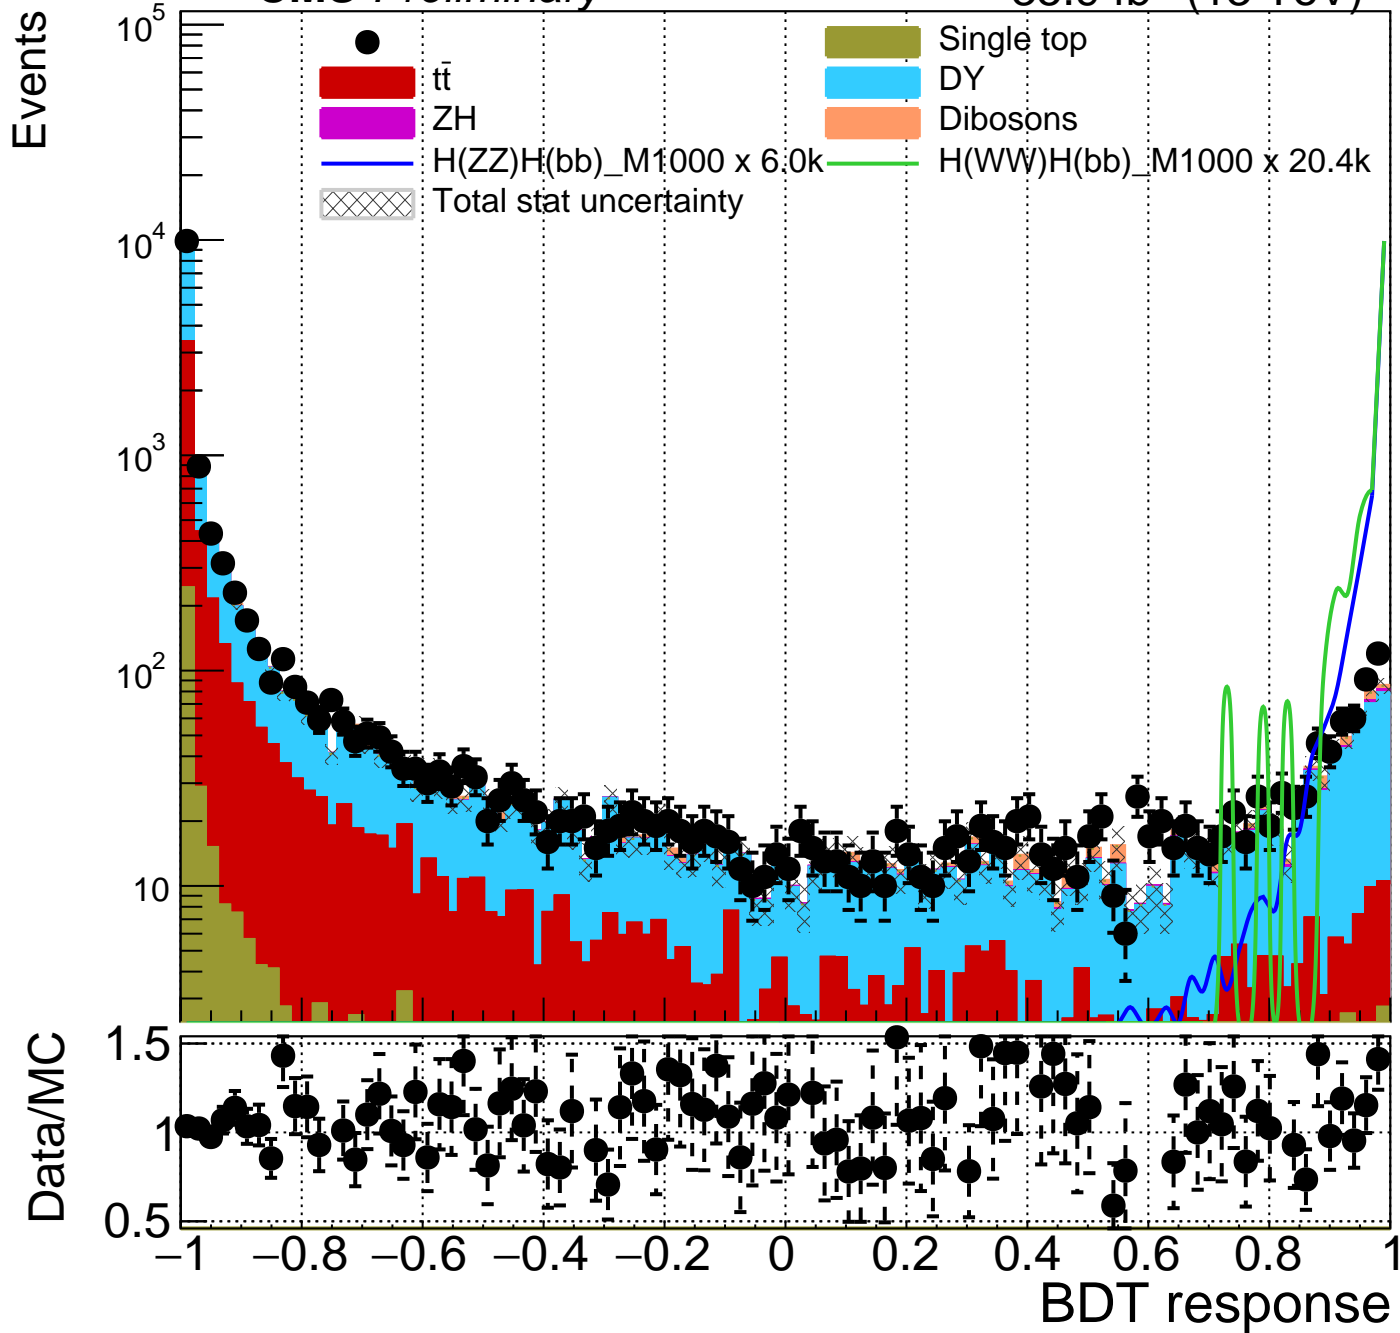 Preliminary
Events
Single top
tt̄
DY
ZH
Dibosons
H(ZZ)H(bb)_M1000 x 6.0k
H(WW)H(bb)_M1000 x 20.4k
Total stat uncertainty
10^5
10^4
10^3
10^2
10
Data/MC
1.5
1
0.5
−1 −0.8 −0.6 −0.4 −0.2 0 0.2 0.4 0.6 0.8 1
BDT response